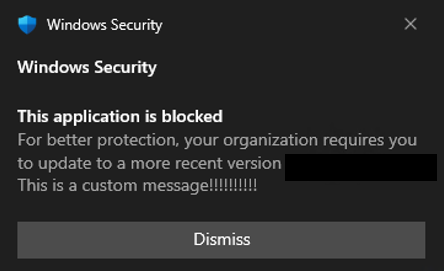 Windows Security
Windows Security
This application is blocked
For better protection, your organization requires you
to update to a more recent version
This is a custom message!!!!!!!!!!
Dismiss